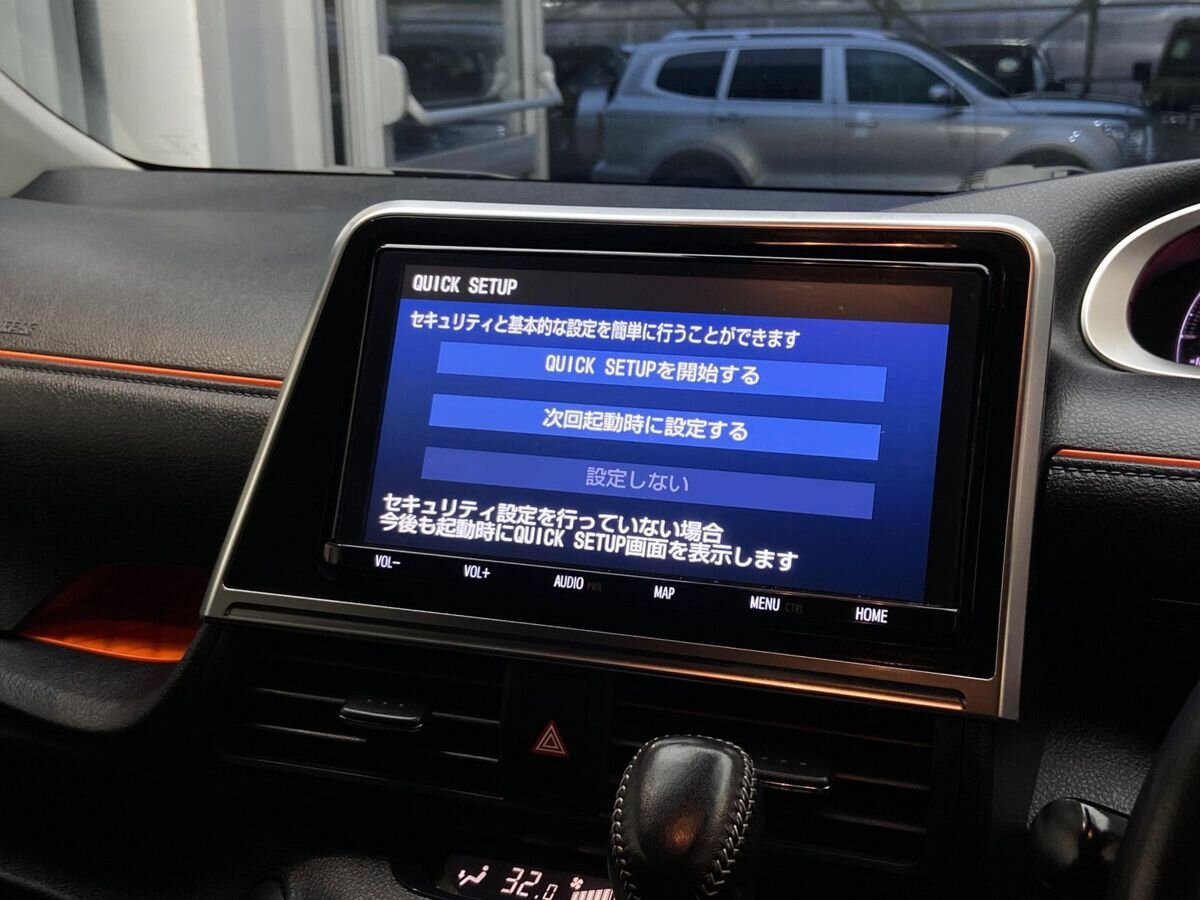 QUICK SETUP
セキュリティと基本的な設定を簡単に行うことができます
QUICK SETUPを開始する
次回起動時に設定する
設定しない
セキュリティ設定を行っていない場合
今後も起動時にQUICK SETUP画面を表示します
VOL− VOL+ AUDIO PWR MAP MENU CTRL HOME
32.0